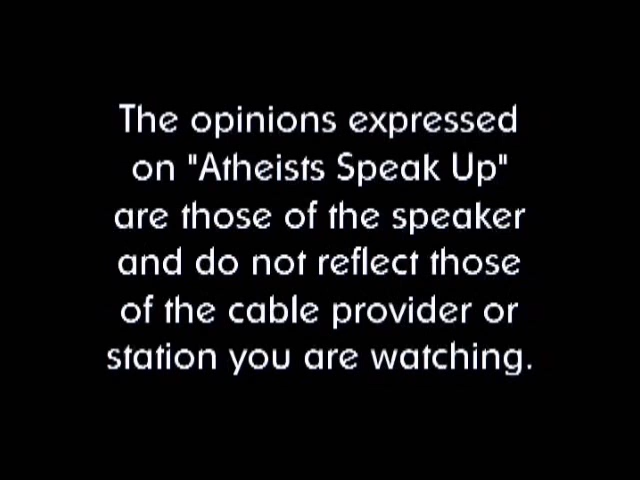 The opinions expressed
on "Atheists Speak Up"
are those of the speaker
and do not reflect those
of the cable provider or
station you are watching.